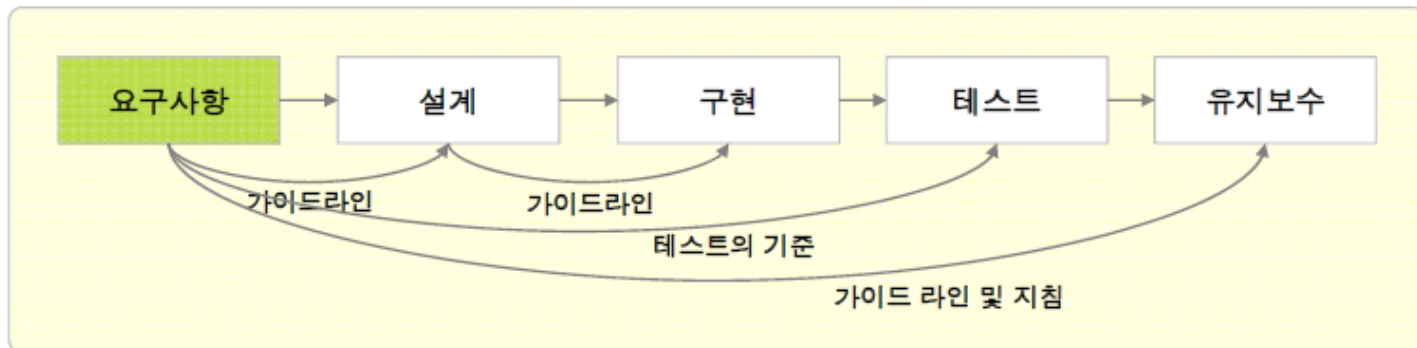 요구사항
설계
구현
테스트
유지보수
가이드라인
가이드라인
테스트의 기준
가이드 라인 및 지침